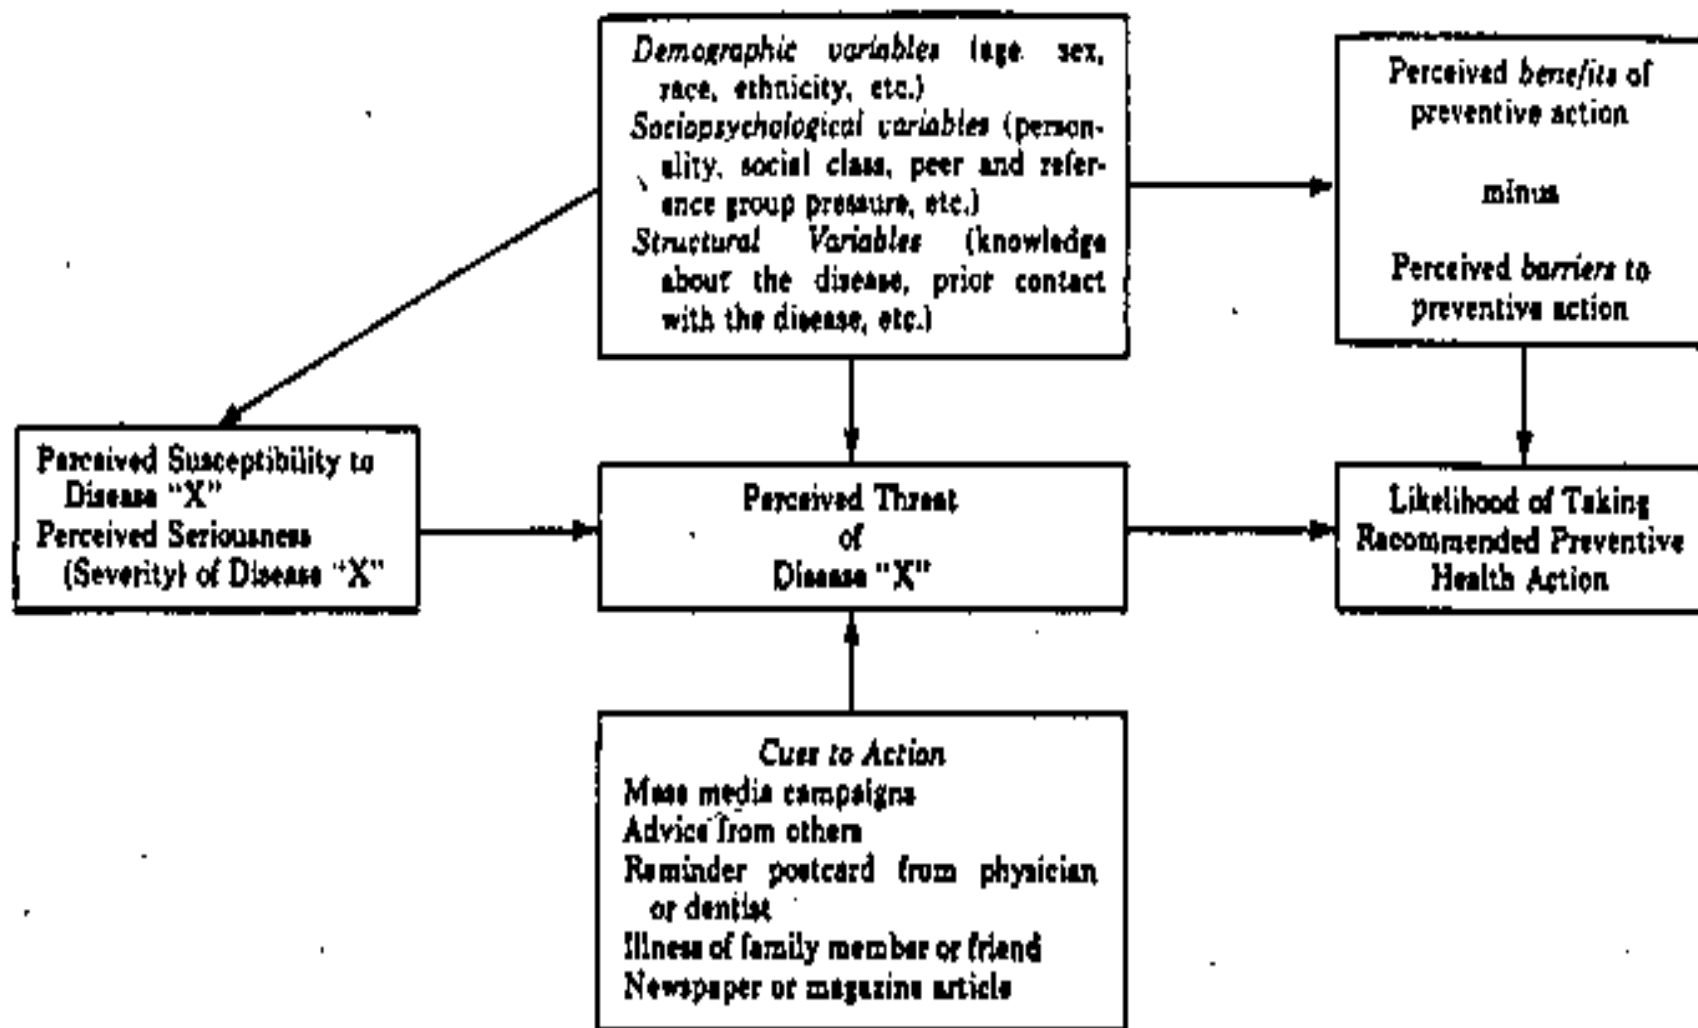 Demographic variables (age sex,
race, ethnicity, etc.)
Sociopsychological variables (person-
ality, social class, peer and refer-
ence group pressure, etc.)
Structural Variables (knowledge
about the disease, prior contact
with the disease, etc.)
Perceived benefits of
preventive action
minus
Perceived barriers to
preventive action
Perceived Susceptibility to
Disease "X"
Perceived Seriousness
(Severity) of Disease "X"
Perceived Threat
of
Disease "X"
Likelihood of Taking
Recommended Preventive
Health Action
Cues to Action
Mass media campaigns
Advice from others
Reminder postcard from physician
or dentist
Illness of family member or friend
Newspaper or magazine article